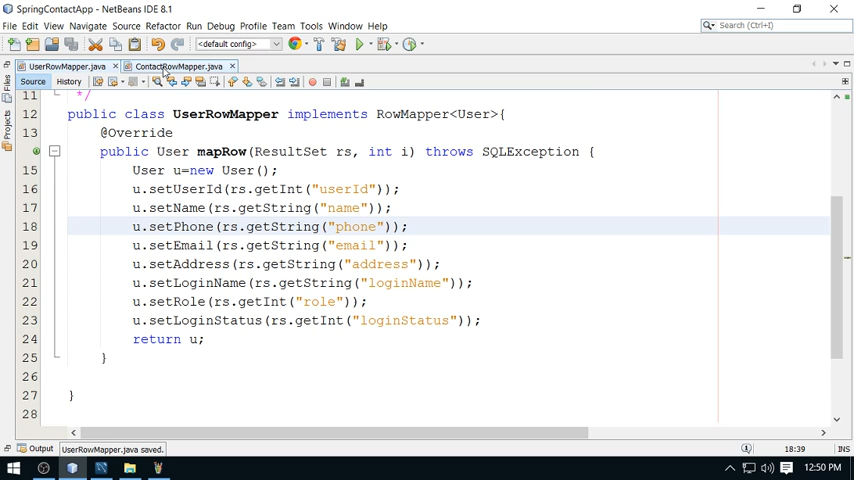 SpringContactApp - NetBeans IDE 8.1
File Edit View Navigate Source Refactor Run Debug Profile Team Tools Window Help
<default config>
Search (Ctrl+I)
UserRowMapper.java
ContactRowMapper.java
Source History
Files
Projects
11 */
12 public class UserRowMapper implements RowMapper<User>{
13 @Override
public User mapRow(ResultSet rs, int i) throws SQLException {
15 User u=new User();
16 u.setUserId(rs.getInt("userId"));
17 u.setName(rs.getString("name"));
18 u.setPhone(rs.getString("phone"));
19 u.setEmail(rs.getString("email"));
20 u.setAddress(rs.getString("address"));
21 u.setLoginName(rs.getString("loginName"));
22 u.setRole(rs.getInt("role"));
23 u.setLoginStatus(rs.getInt("loginStatus"));
24 return u;
25 }
26
27 }
28
Output UserRowMapper.java saved. 18:39 INS
12:50 PM